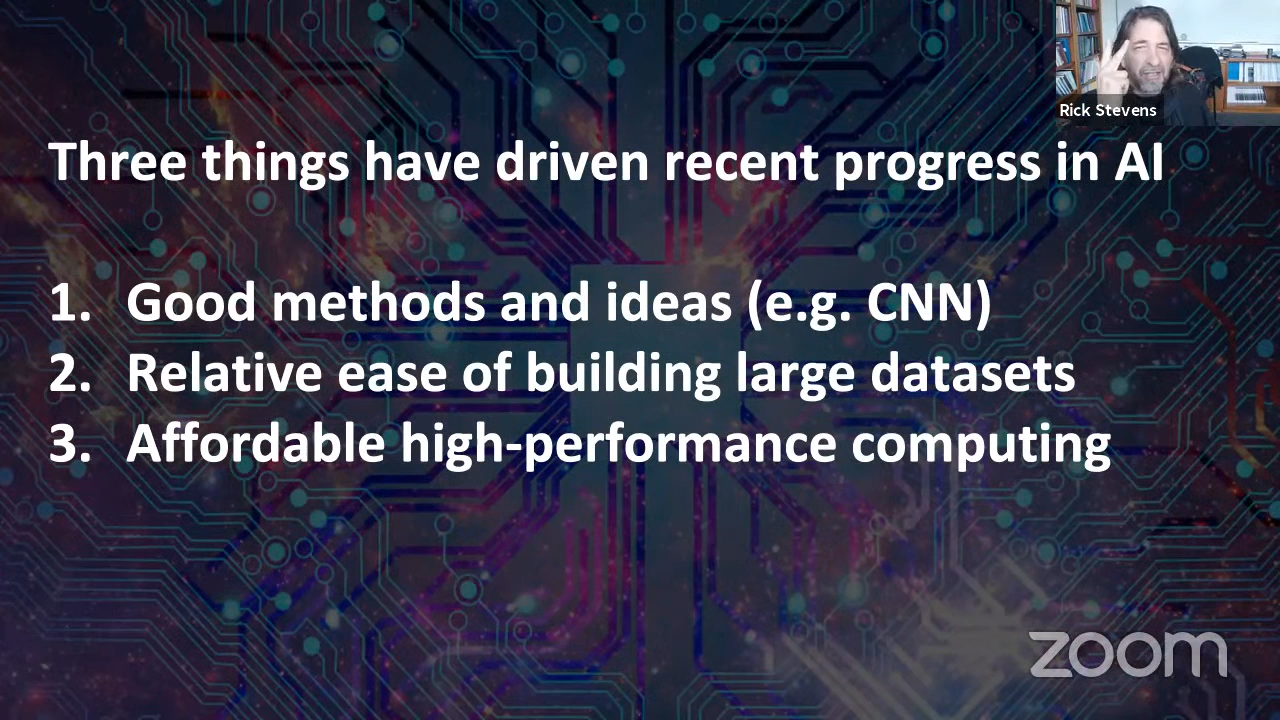 Rick Stevens
Three things have driven recent progress in AI
1. Good methods and ideas (e.g. CNN)
2. Relative ease of building large datasets
3. Affordable high-performance computing
zoom